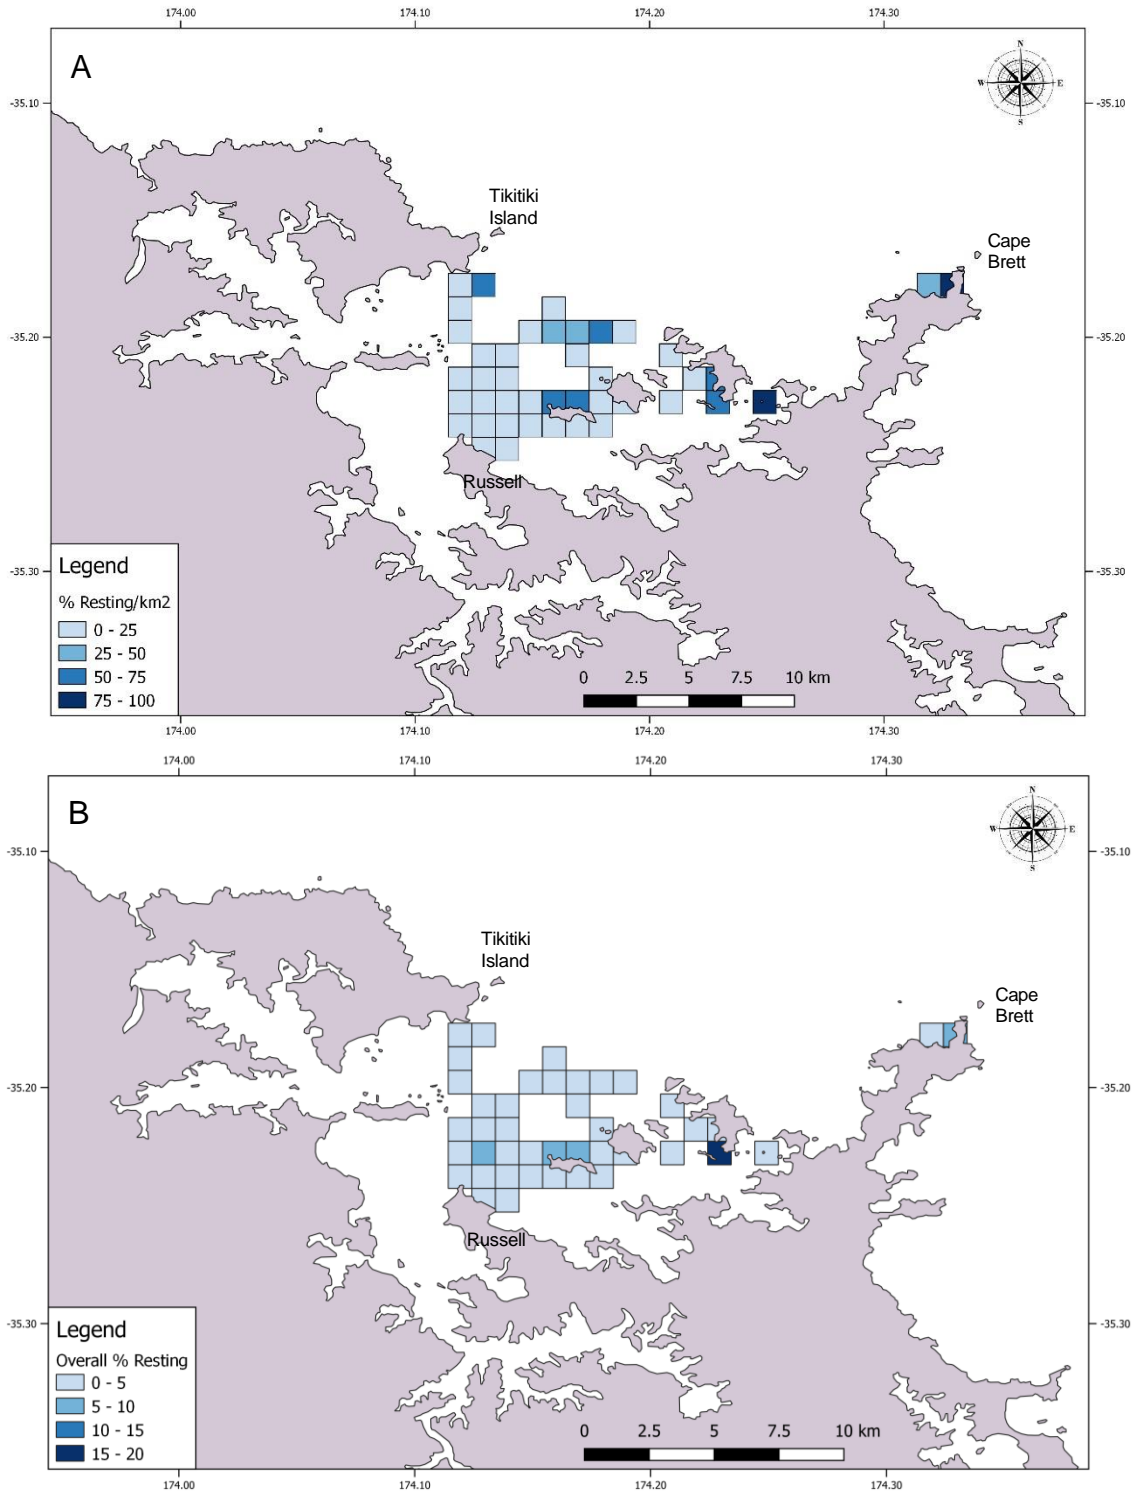 174.00 174.10 174.20 174.30
A
N
W E
S
-35.10 -35.10
Tikitiki
Island
Cape
Brett
-35.20 -35.20
Russell
Legend
% Resting/km2
0 - 25
25 - 50
50 - 75
75 - 100
-35.30 -35.30
0 2.5 5 7.5 10 km
174.00 174.10 174.20 174.30
174.00 174.10 174.20 174.30
B
N
W E
S
-35.10 -35.10
Tikitiki
Island
Cape
Brett
-35.20 -35.20
Russell
-35.30 -35.30
Legend
Overall % Resting
0 - 5
5 - 10
10 - 15
15 - 20
0 2.5 5 7.5 10 km
174.00 174.10 174.20 174.30